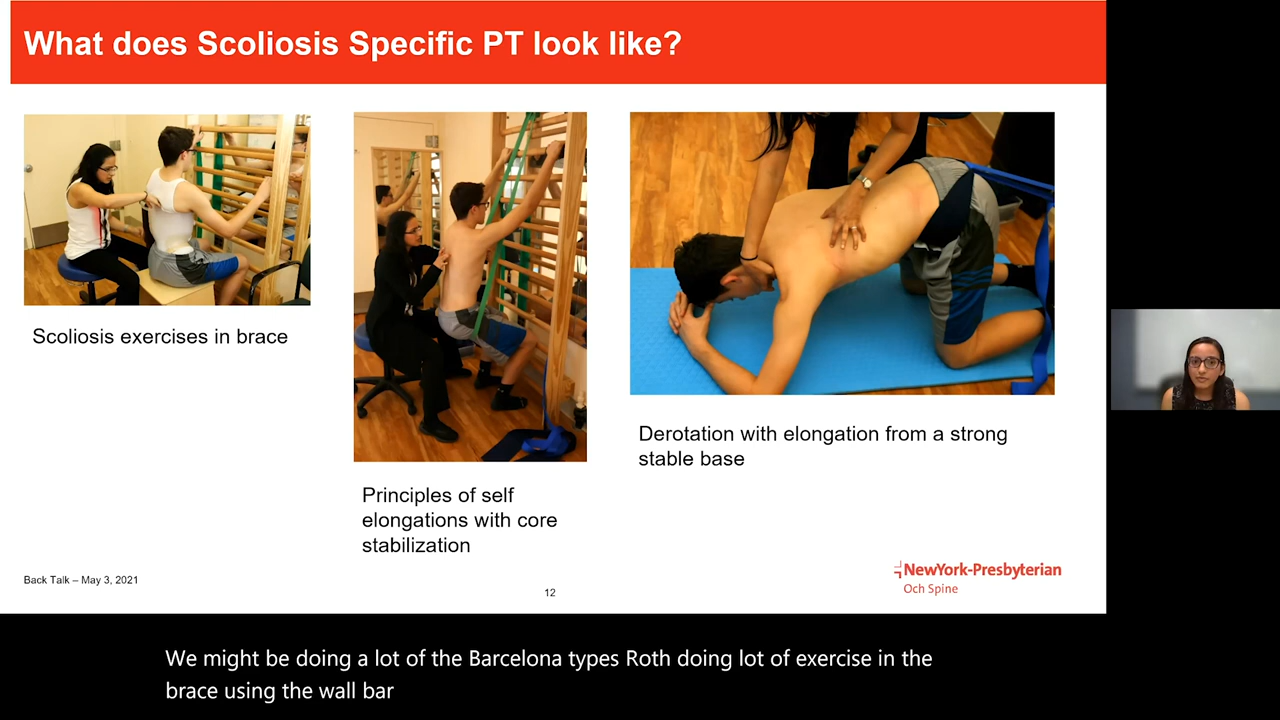 What does Scoliosis Specific PT look like?
Scoliosis exercises in brace
Principles of self
elongations with core
stabilization
Derotation with elongation from a strong
stable base
Back Talk – May 3, 2021
12
NewYork-Presbyterian
Och Spine
We might be doing a lot of the Barcelona types Roth doing lot of exercise in the
brace using the wall bar